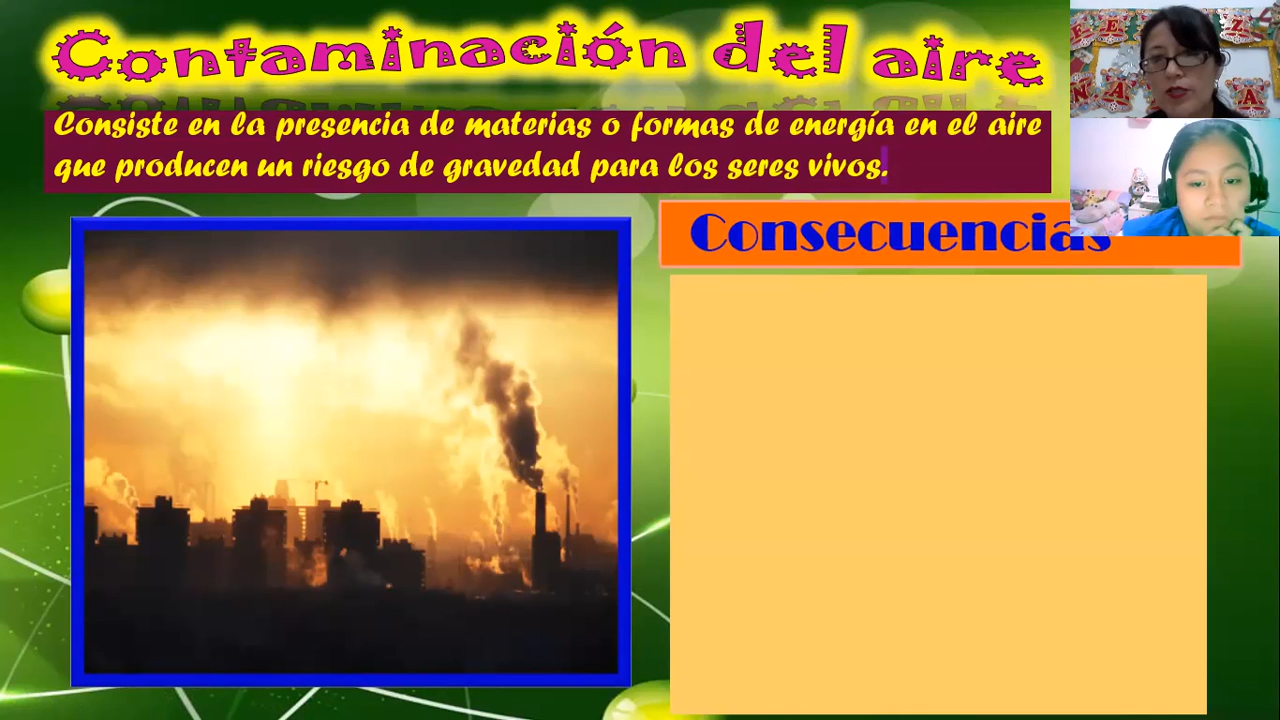 Contaminación del aire
Consiste en la presencia de materias o formas de energía en el aire
que producen un riesgo de gravedad para los seres vivos.
Consecuencias